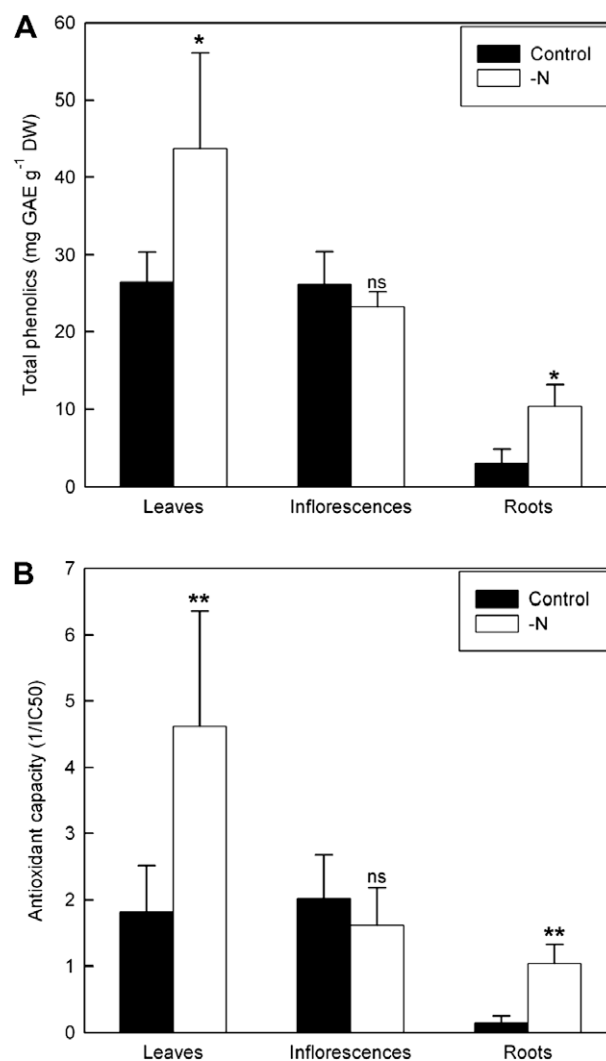 A
Total phenolics (mg GAE g⁻¹ DW)
60
50
40
30
20
10
0
*
ns
*
Control
-N
Leaves Inflorescences Roots
B
Antioxidant capacity (1/IC50)
7
6
5
4
3
2
1
0
**
ns
**
Control
-N
Leaves Inflorescences Roots